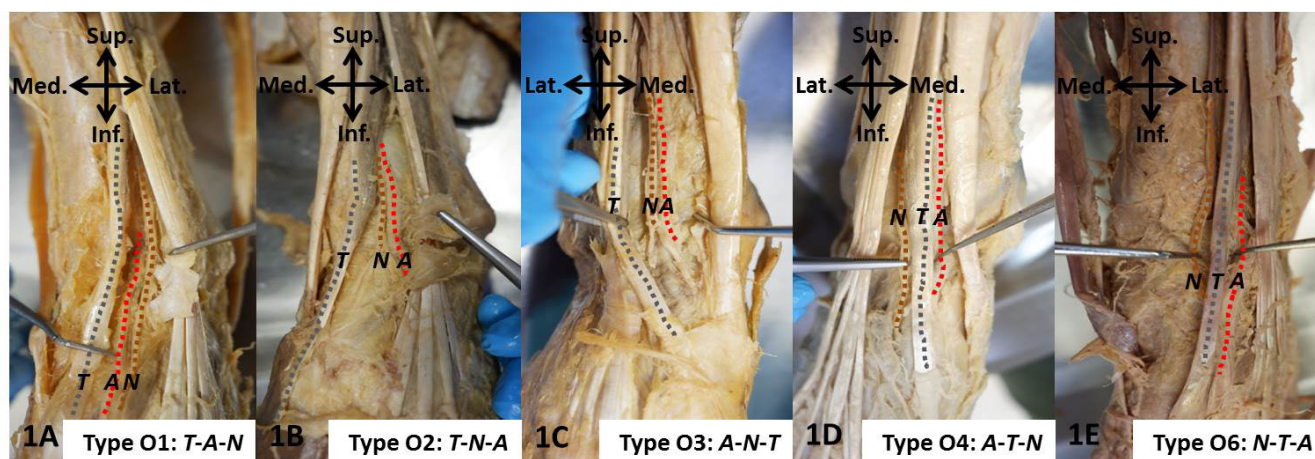 Sup.
Med. Lat.
Inf.
T A N
1A Type O1: T-A-N
Sup.
Med. Lat.
Inf.
T N A
1B Type O2: T-N-A
Sup.
Lat. Med.
Inf.
T N A
1C Type O3: A-N-T
Sup.
Lat. Med.
Inf.
N T A
1D Type O4: A-T-N
Sup.
Med. Lat.
Inf.
N T A
1E Type O6: N-T-A